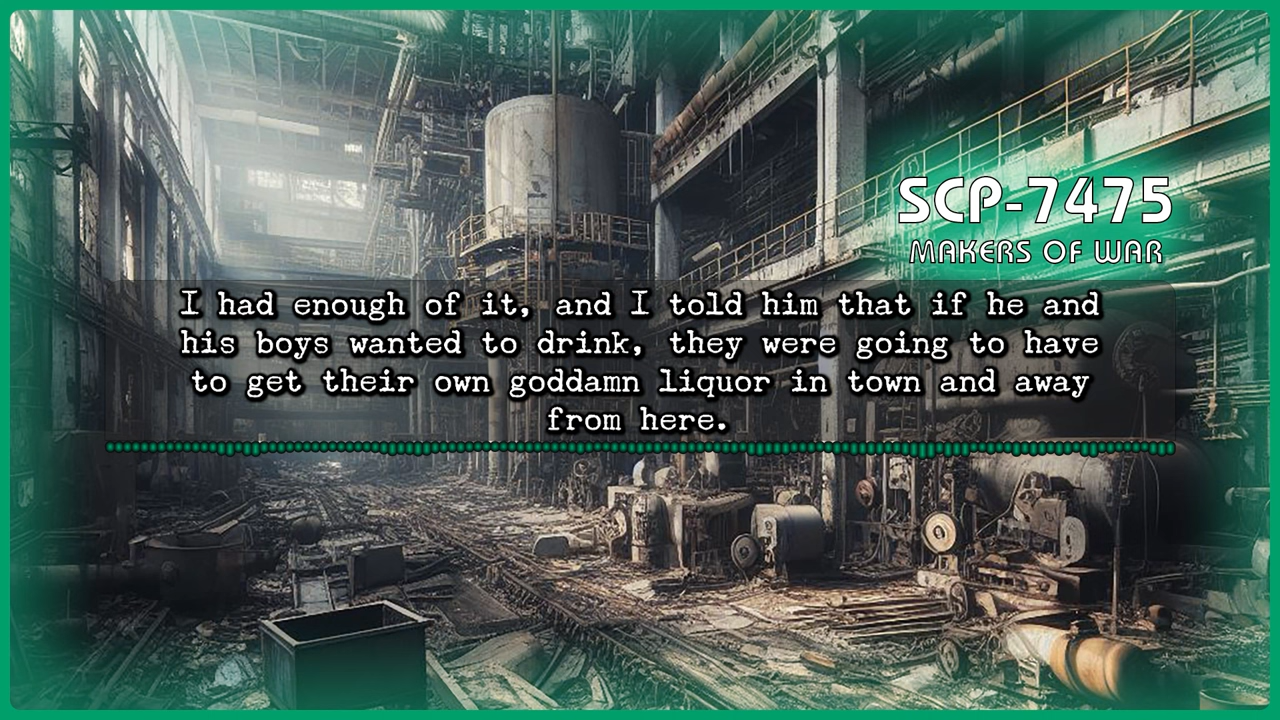 SCP-7475
MAKERS OF WAR
I had enough of it, and I told him that if he and
his boys wanted to drink, they were going to have
to get their own goddamn liquor in town and away
from here.